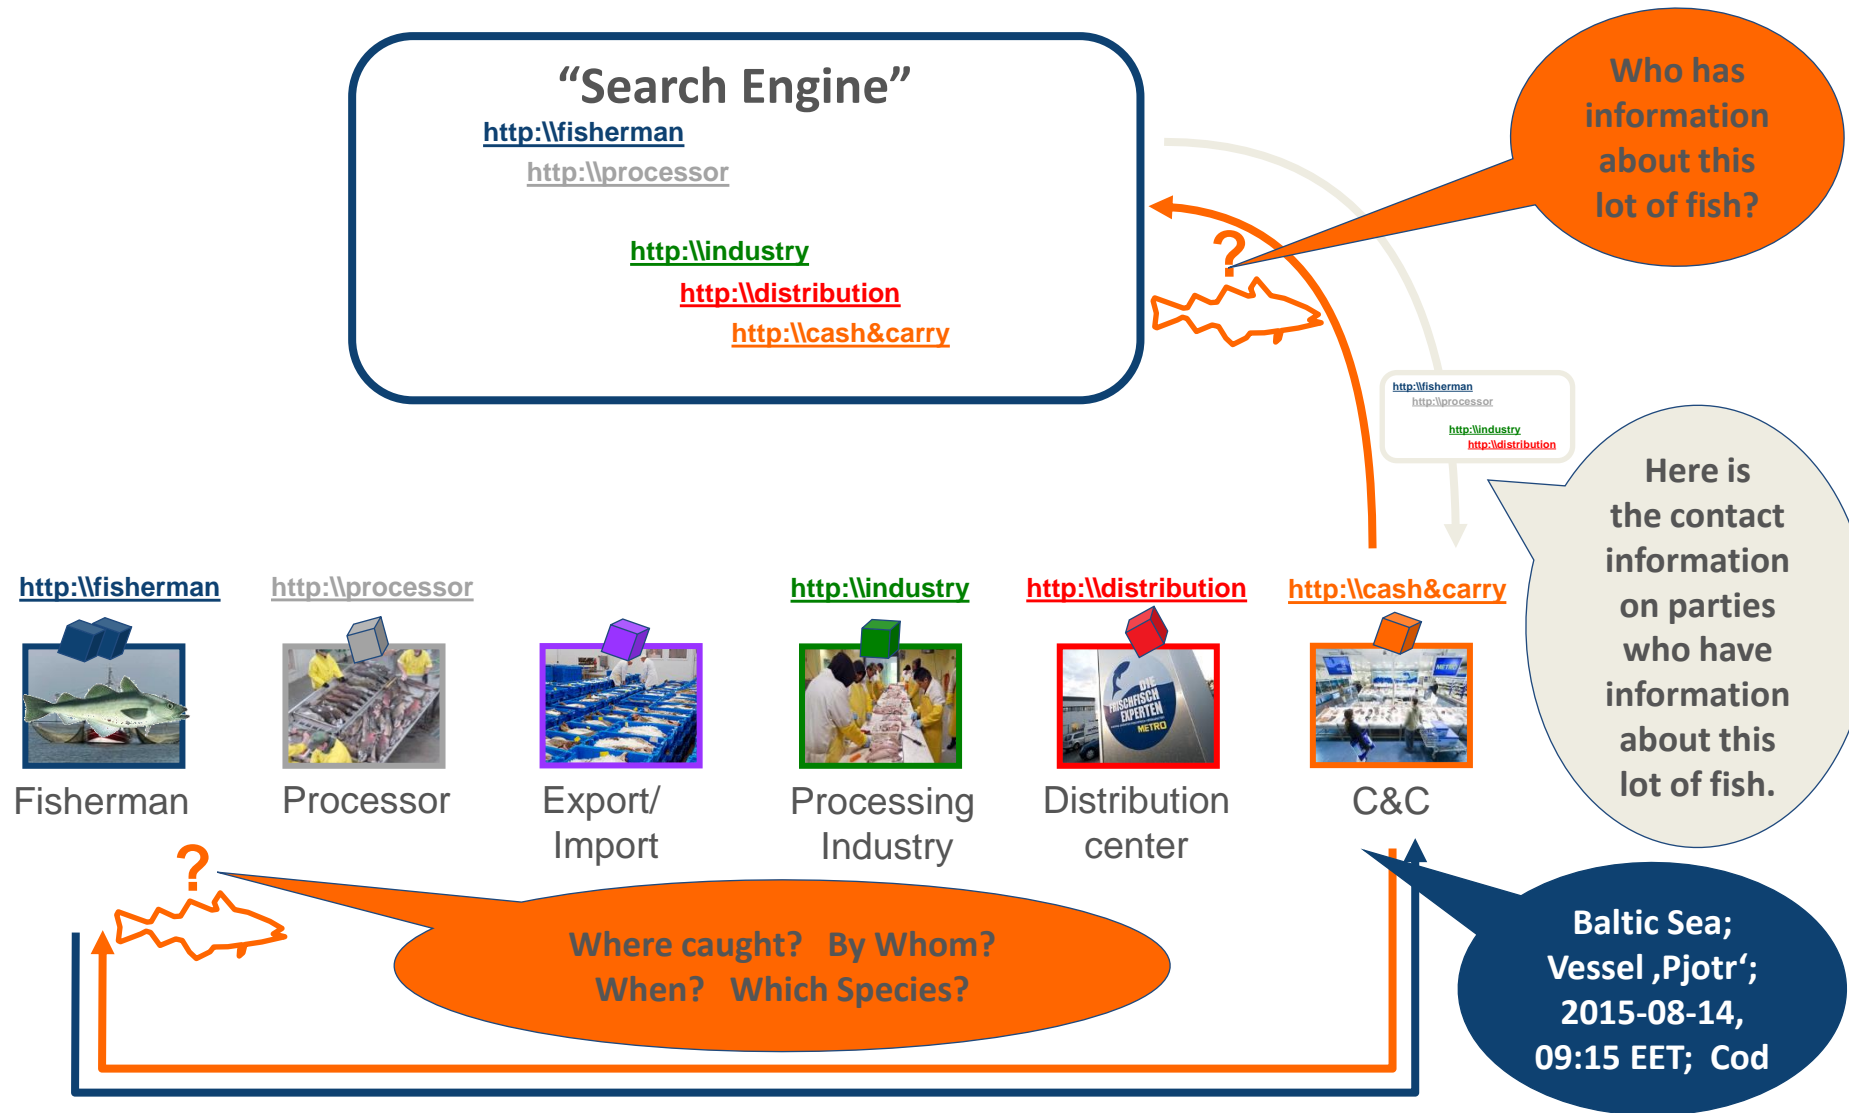 “Search Engine”
http:\\fisherman
http:\\processor
http:\\industry
http:\\distribution
http:\\cash&carry
Who has
information
about this
lot of fish?
?
http:\\fisherman
http:\\processor
http:\\industry
http:\\distribution
Here is
the contact
information
on parties
who have
information
about this
lot of fish.
http:\\fisherman
http:\\processor
http:\\industry
http:\\distribution
http:\\cash&carry
DIE
FRISCHFISCH
EXPERTEN
METRO
METRO
Fisherman
Processor
Export/
Import
Processing
Industry
Distribution
center
C&C
?
Where caught? By Whom?
When? Which Species?
Baltic Sea;
Vessel ‚Pjotr‘;
2015-08-14,
09:15 EET; Cod